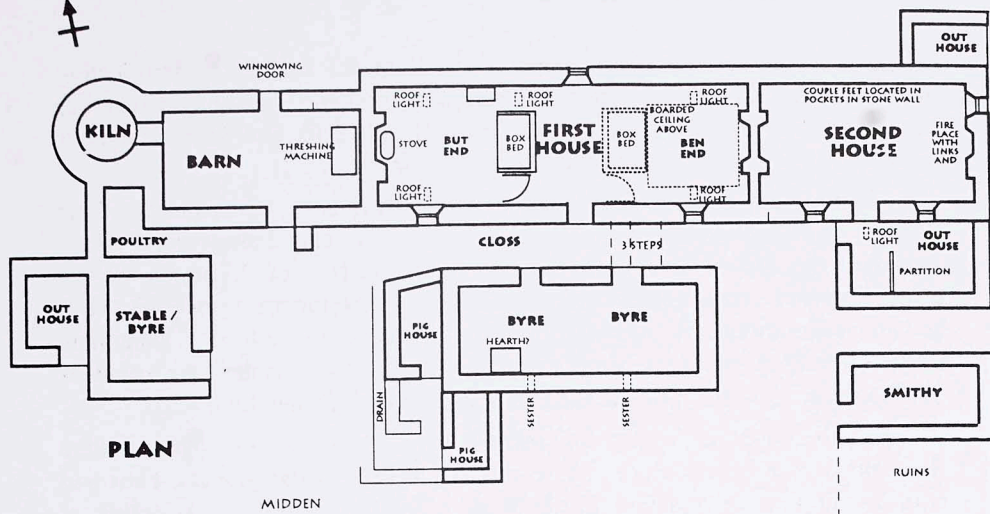 OUT
HOUSE
WINNOWING
DOOR
ROOF
LIGHT
ROOF
LIGHT
ROOF
LIGHT
COUPLE FEET LOCATED IN
POCKETS IN STONE WALL
KILN
BARN
THRESHING
MACHINE
STOVE
BUT
END
BOX
BED
FIRST
HOUSE
BOX
BED
BOARDED
CEILING
ABOVE
BEN
END
SECOND
HOUSE
FIRE
PLACE
WITH
LINKS
AND
ROOF
LIGHT
ROOF
LIGHT
POULTRY
CLOSS
3 STEPS
ROOF
LIGHT
OUT
HOUSE
PARTITION
OUT
HOUSE
STABLE /
BYRE
PIG
HOUSE
BYRE
BYRE
HEARTH?
DRAIN
SESTER
SESTER
SMITHY
PLAN
PIG
HOUSE
RUINS
MIDDEN